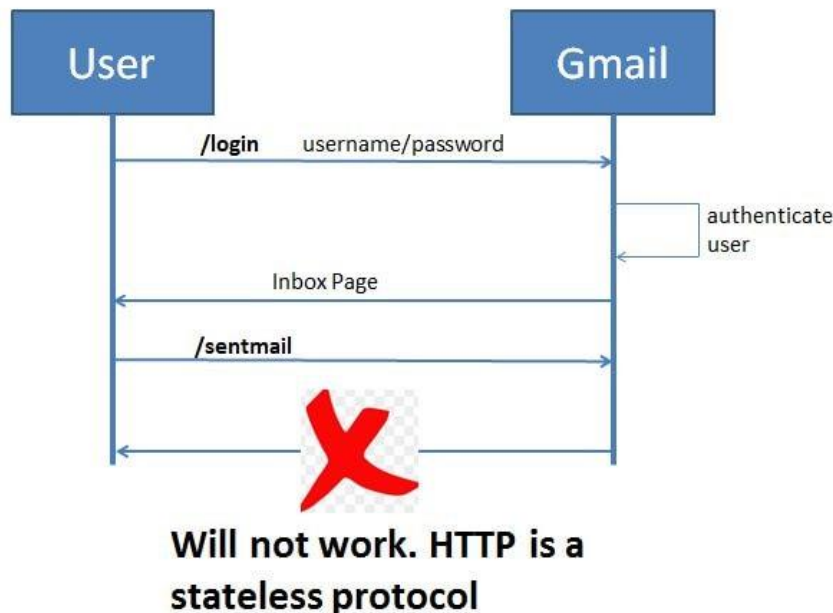 User
Gmail
/login username/password
authenticate
user
Inbox Page
/sentmail
Will not work. HTTP is a
stateless protocol